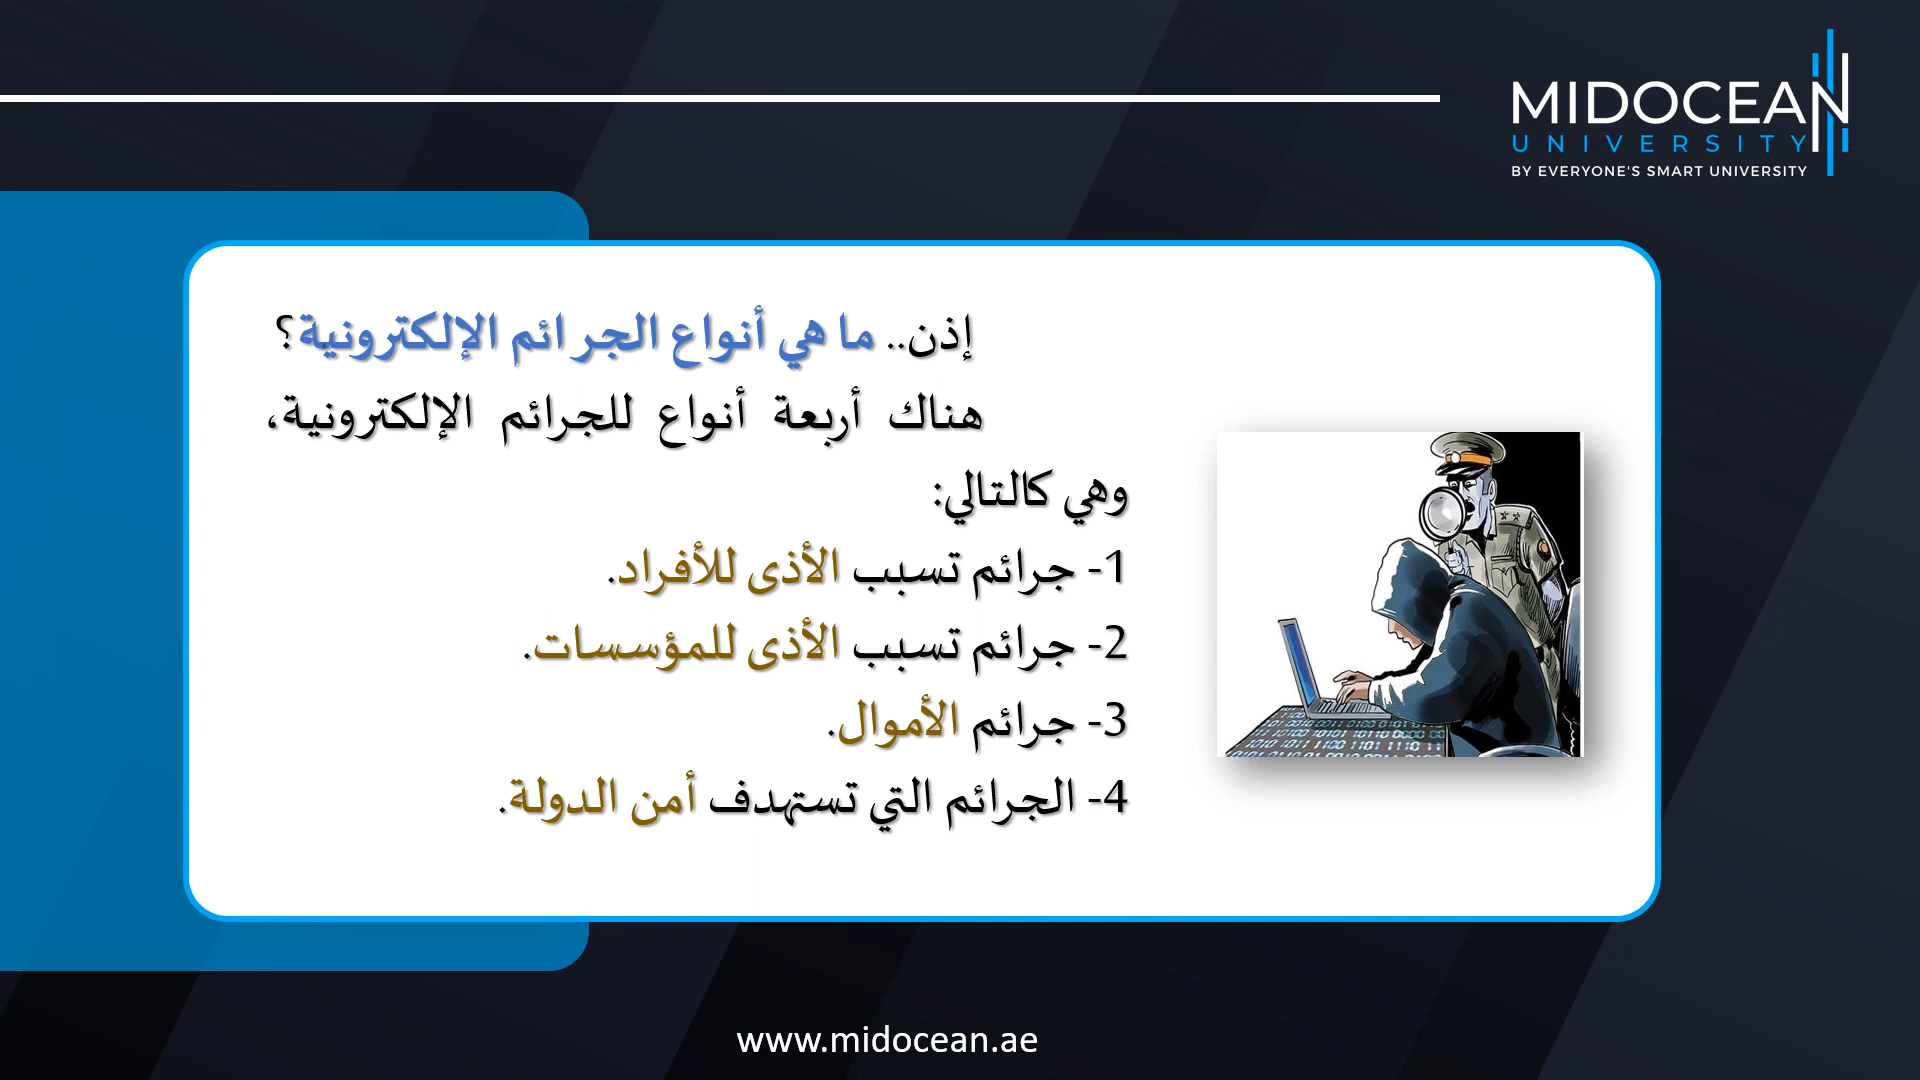 MIDOCEAN
UNIVERSITY
BY EVERYONE'S SMART UNIVERSITY
إذن.. ما هي أنواع الجرائم الإلكترونية؟
هناك أربعة أنواع للجرائم الإلكترونية،
وهي كالتالي:
1- جرائم تسبب الأذى للأفراد.
2- جرائم تسبب الأذى للمؤسسات.
3- جرائم الأموال.
4- الجرائم التي تستهدف أمن الدولة.
www.midocean.ae